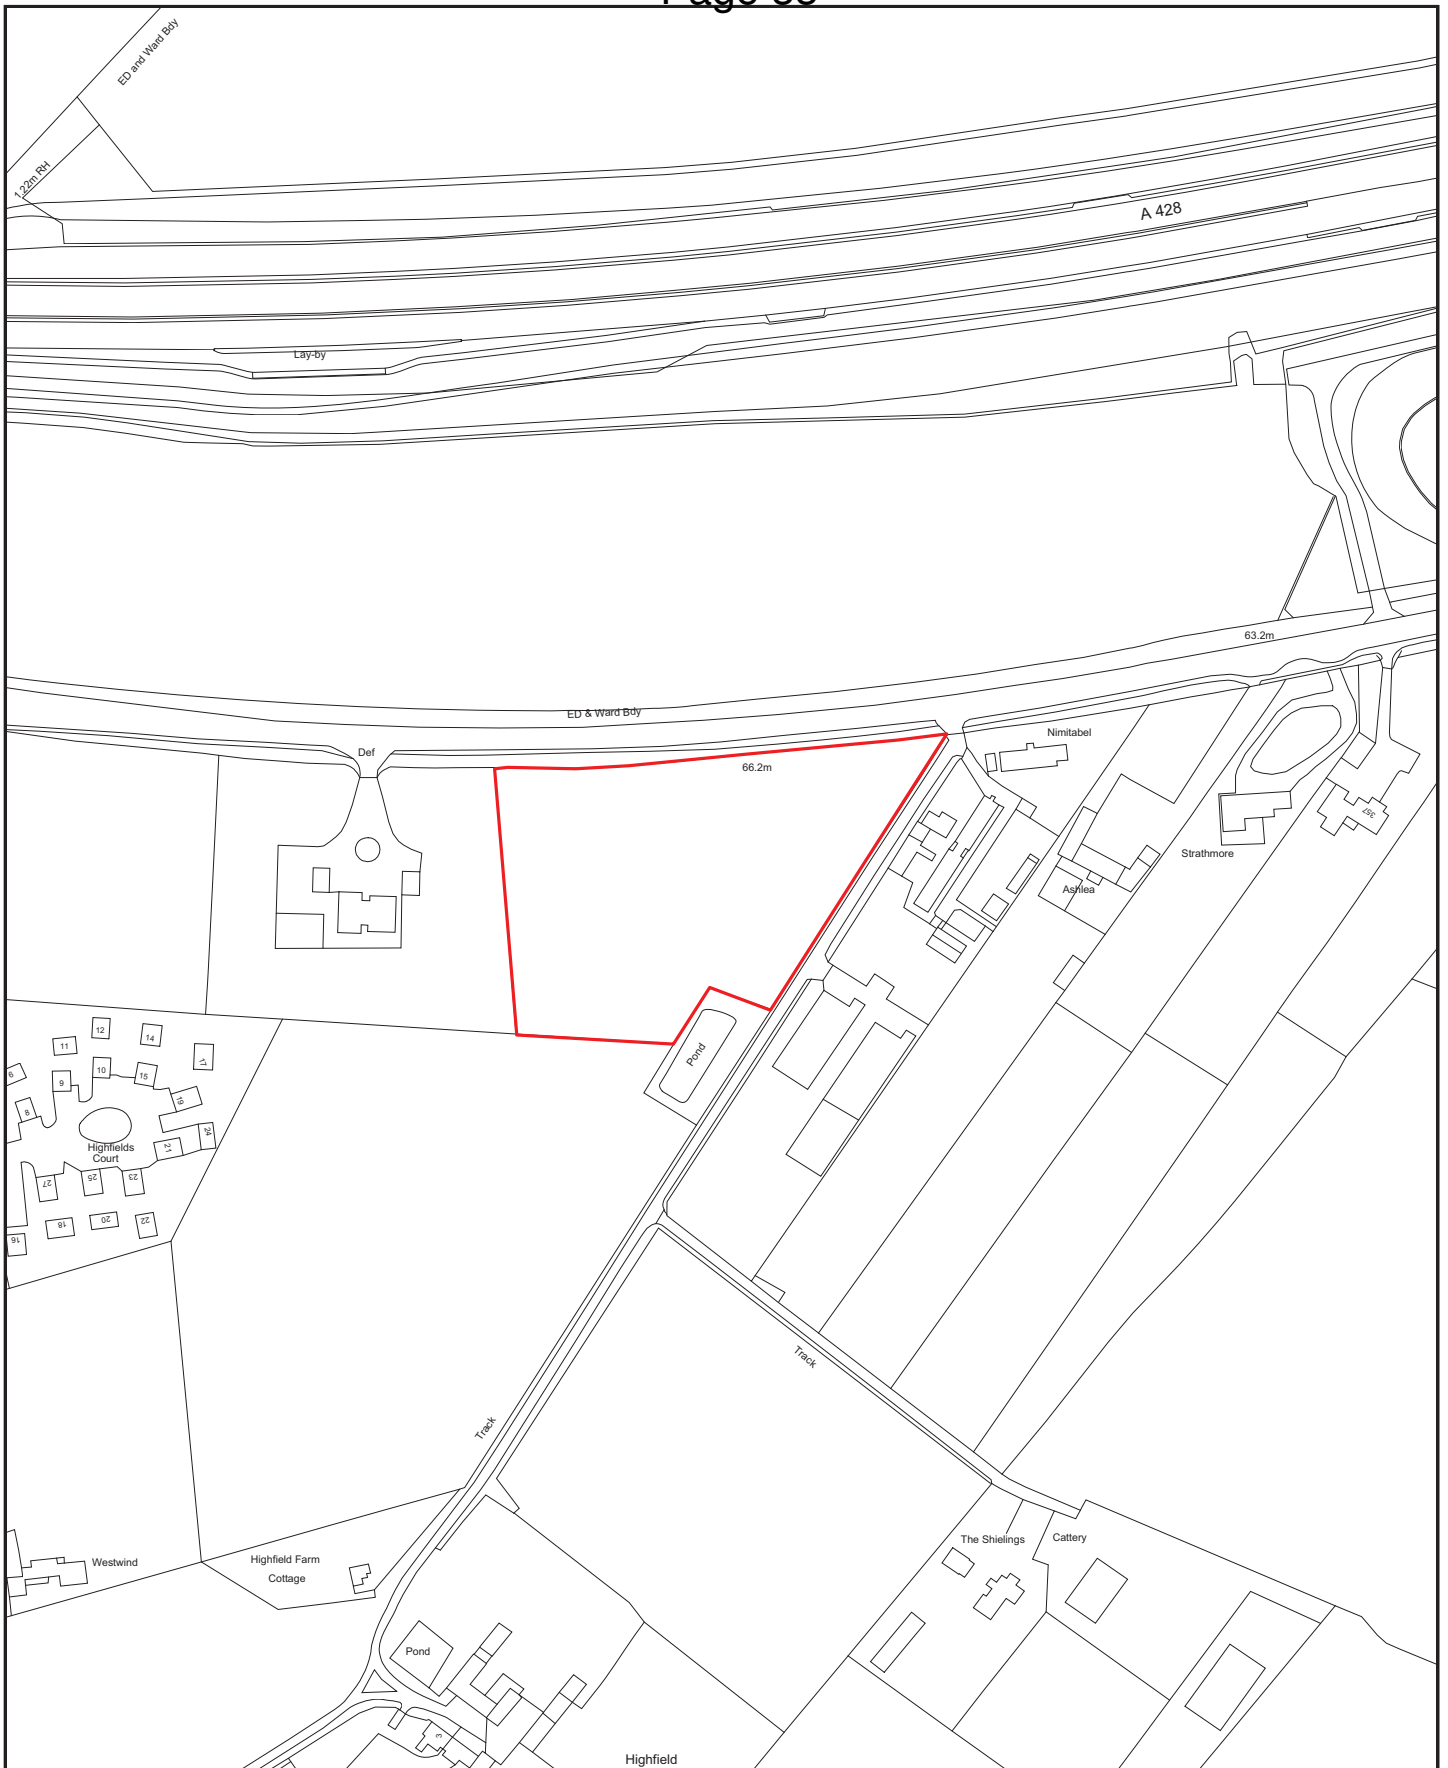 ED and Ward Bdy
1.22m RH
A 428
Lay-by
63.2m
ED & Ward Bdy
Def
66.2m
Nimitabel
357
Strathmore
Ashlea
12
14
11
17
10
15
9
6
8
19
24
21
Highfields
Court
Pond
27
25
23
18
20
22
16
Track
Track
Westwind
Highfield Farm
Cottage
The Shielings
Cattery
Pond
3
Highfield